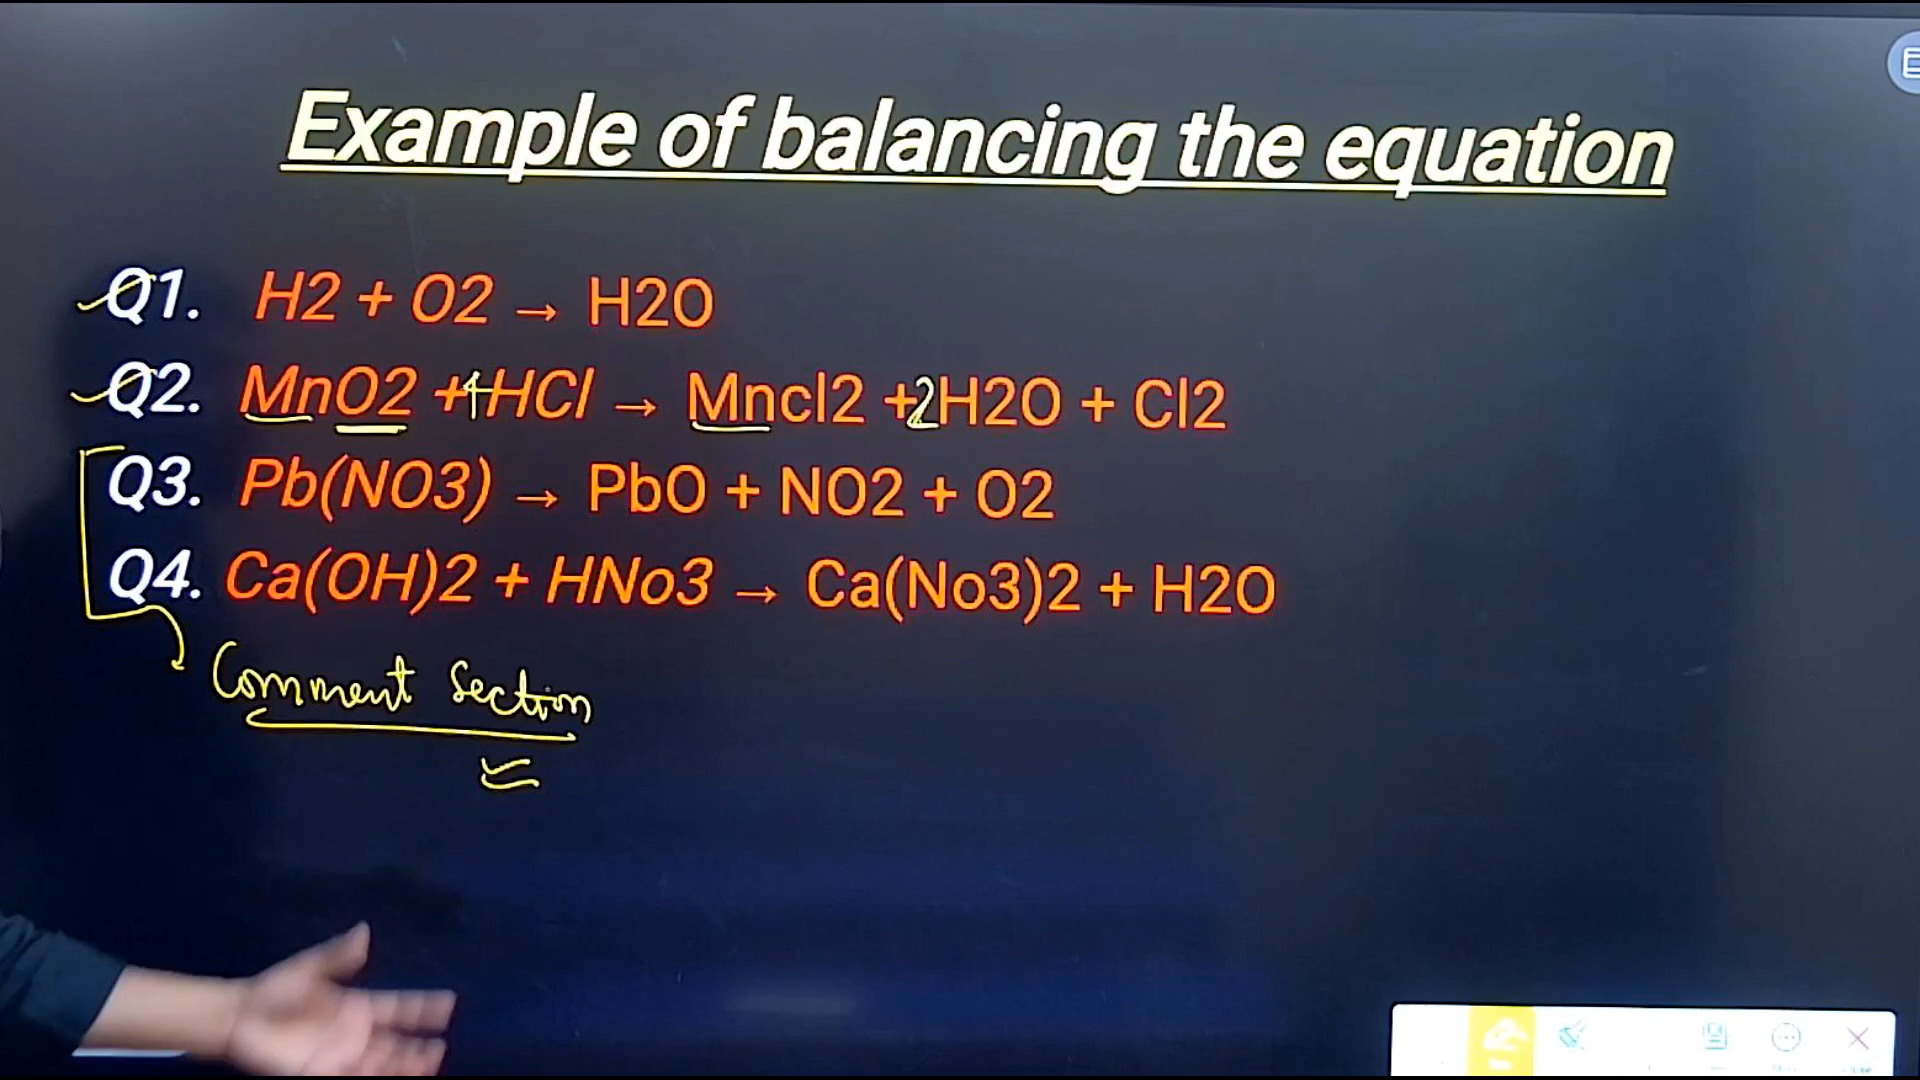 Example of balancing the equation
Q1. H2 + O2 → H2O
Q2. MnO2 + 4HCl → Mncl2 + 2H2O + Cl2
Q3. Pb(NO3) → PbO + NO2 + O2
Q4. Ca(OH)2 + HNo3 → Ca(No3)2 + H2O
Comment Section